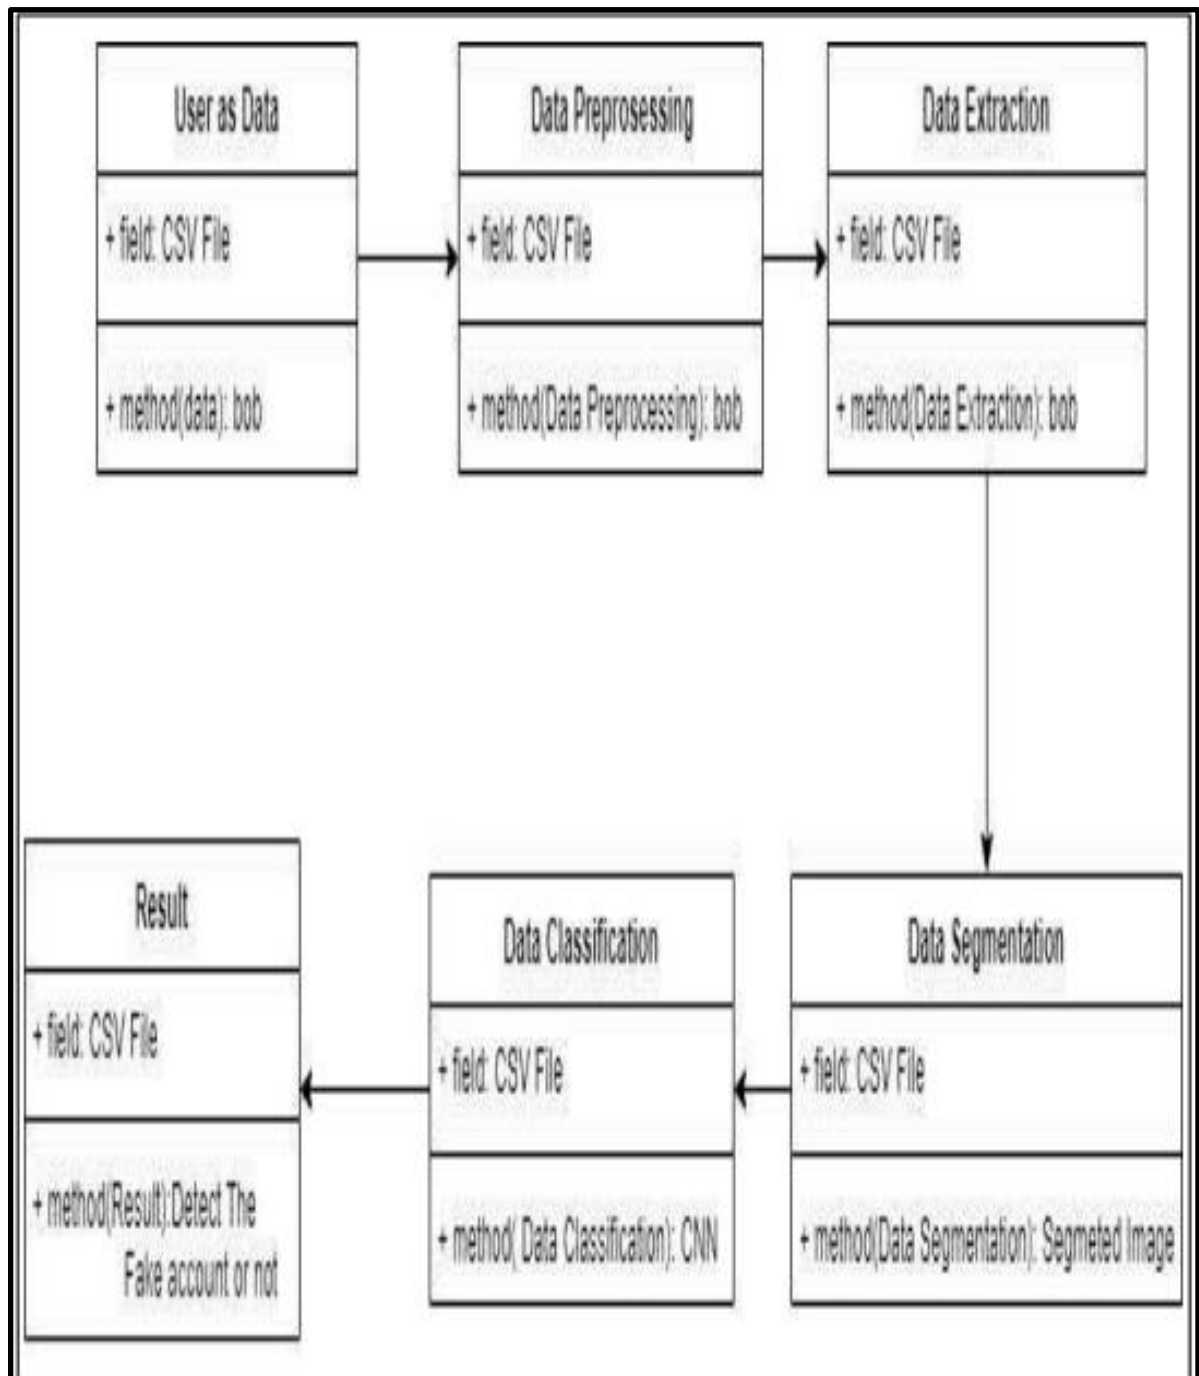 User as Data
+ field: CSV File
+ method(data): bob
Data Preprosessing
+ field: CSV File
+ method(Data Preprocessing): bob
Data Extraction
+ field: CSV File
+ method(Data Extraction): bob
Data Segmentation
+ field: CSV File
+ method(Data Segmentation): Segmeted Image
Data Classification
+ field: CSV File
+ method( Data Classification): CNN
Result
+ field: CSV File
+ method(Result):Detect The
Fake account or not